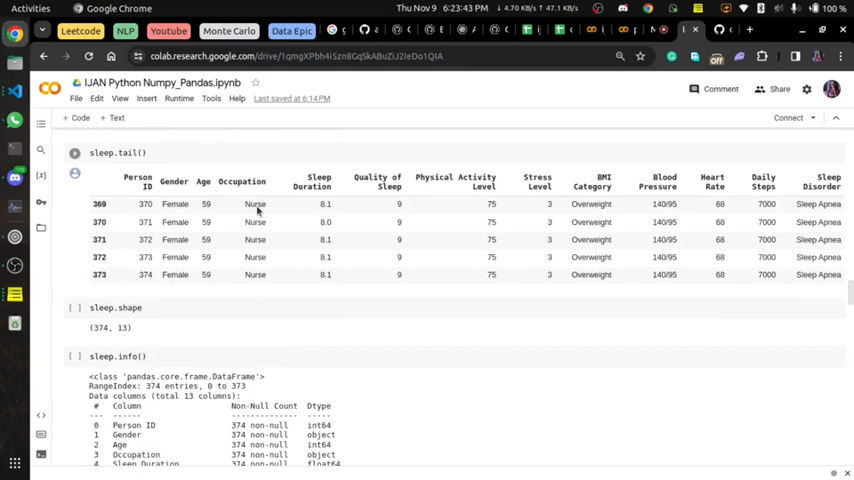 Activities Google Chrome Thu Nov 9 6:23:43 PM 4.70 K/s 47.1 K/s 100 %
Leetcode NLP Youtube Monte Carlo Data Epic
colab.research.google.com/drive/1qmgXPbh4iSzn8GqSkABuZiJ2IeDo1QIA Off
IJAN Python Numpy_Pandas.ipynb
File Edit View Insert Runtime Tools Help Last saved at 6:14 PM
Comment Share
+ Code + Text Connect
sleep.tail()
Person ID Gender Age Occupation Sleep Duration Quality of Sleep Physical Activity Level Stress Level BMI Category Blood Pressure Heart Rate Daily Steps Sleep Disorder
369 370 Female 59 Nurse 8.1 9 75 3 Overweight 140/95 68 7000 Sleep Apnea
370 371 Female 59 Nurse 8.0 9 75 3 Overweight 140/95 68 7000 Sleep Apnea
371 372 Female 59 Nurse 8.1 9 75 3 Overweight 140/95 68 7000 Sleep Apnea
372 373 Female 59 Nurse 8.1 9 75 3 Overweight 140/95 68 7000 Sleep Apnea
373 374 Female 59 Nurse 8.1 9 75 3 Overweight 140/95 68 7000 Sleep Apnea
[ ] sleep.shape
(374, 13)
[ ] sleep.info()
<class 'pandas.core.frame.DataFrame'>
RangeIndex: 374 entries, 0 to 373
Data columns (total 13 columns):
# Column Non-Null Count Dtype
--- ------ -------------- -----
0 Person ID 374 non-null int64
1 Gender 374 non-null object
2 Age 374 non-null int64
3 Occupation 374 non-null object
4 Sleep Duration 374 non-null float64